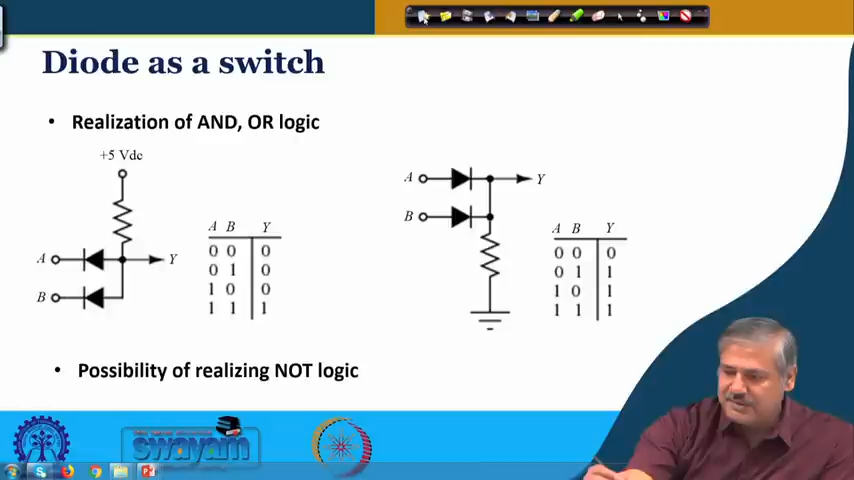 Diode as a switch
• Realization of AND, OR logic
+5 Vdc
A
Y
B
A B Y
0 0 0
0 1 0
1 0 0
1 1 1
A
Y
B
A B Y
0 0 0
0 1 1
1 0 1
1 1 1
• Possibility of realizing NOT logic
swayam